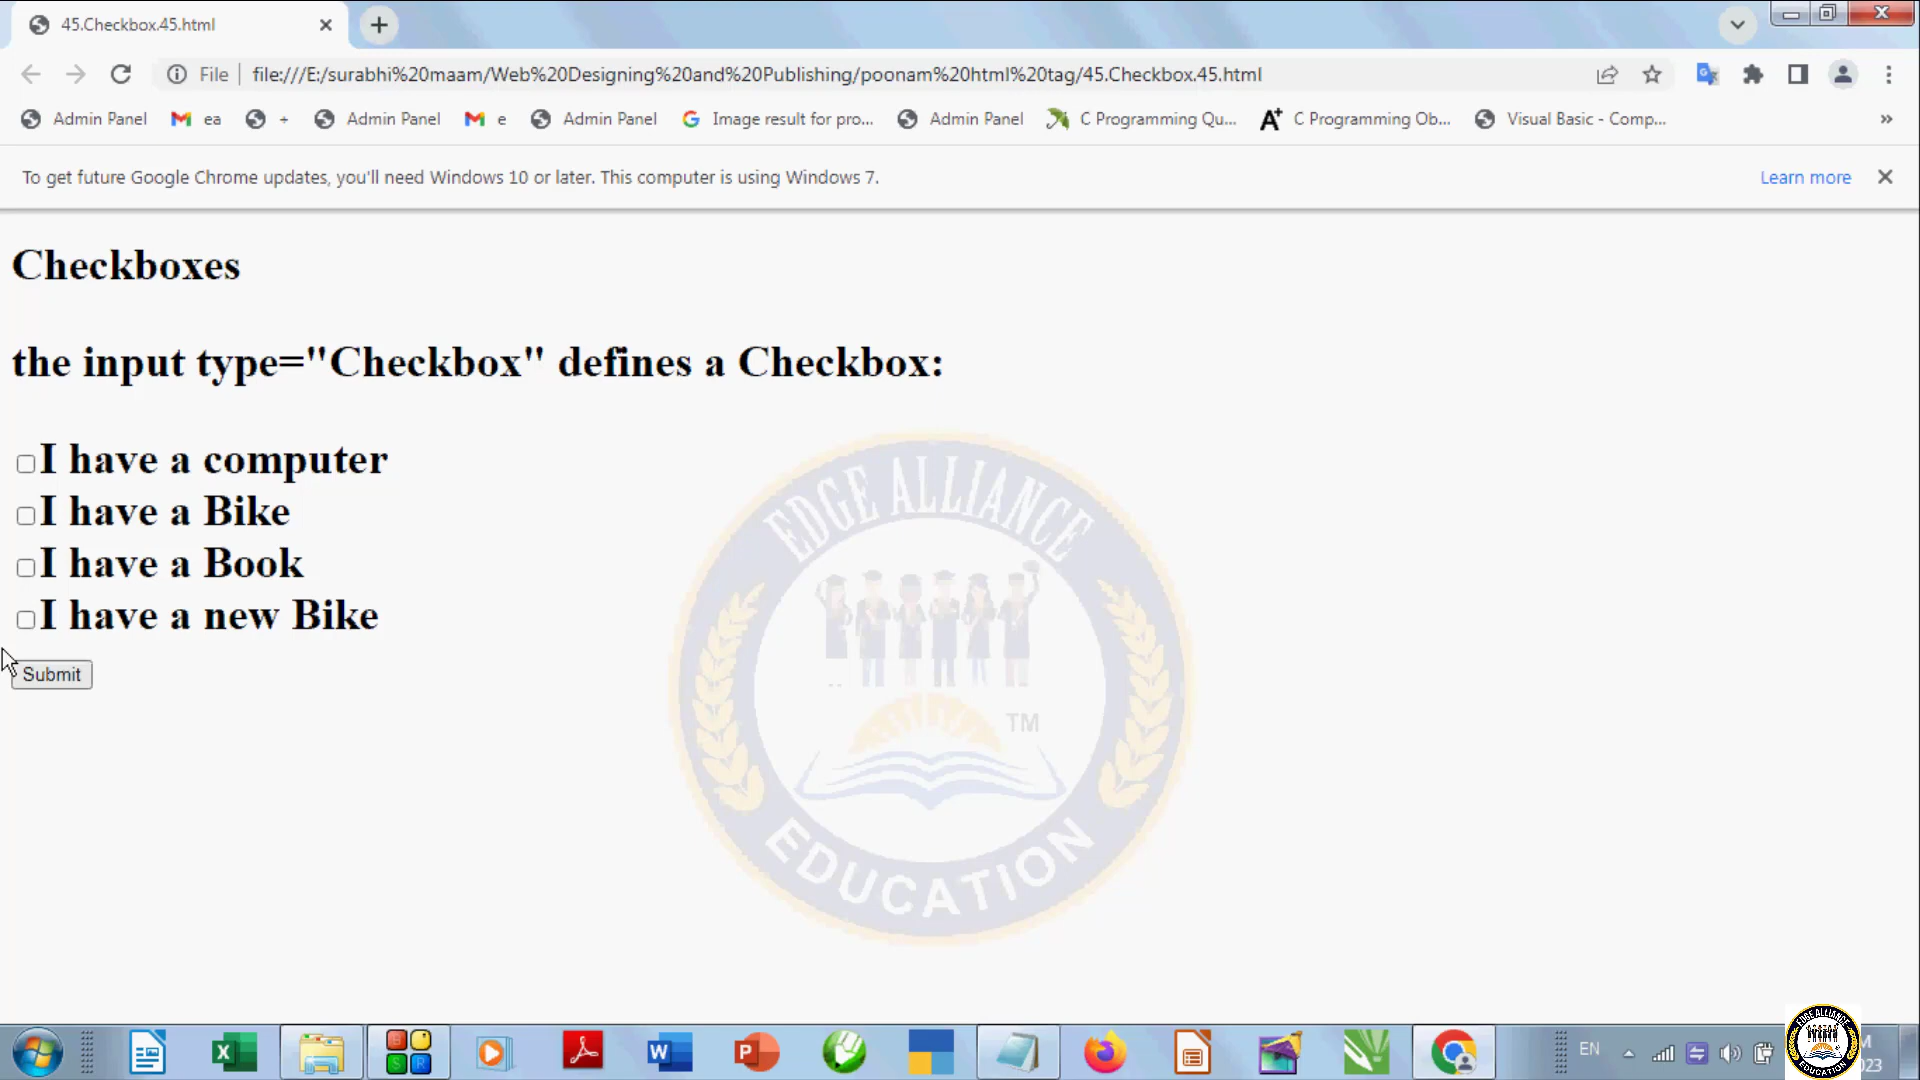 45.Checkbox.45.html
File
file:///E:/surabhi%20maam/Web%20Designing%20and%20Publishing/poonam%20html%20tag/45.Checkbox.45.html
Admin Panel ea + Admin Panel e Admin Panel Image result for pro... Admin Panel C Programming Qu... C Programming Ob... Visual Basic - Comp... »
To get future Google Chrome updates, you'll need Windows 10 or later. This computer is using Windows 7. Learn more
Checkboxes
the input type="Checkbox" defines a Checkbox:
I have a computer
I have a Bike
I have a Book
I have a new Bike
Submit
EDGE ALLIANCE
TM
EDUCATION
EN
EDGE ALLIANCE
EDUCATION
M
023